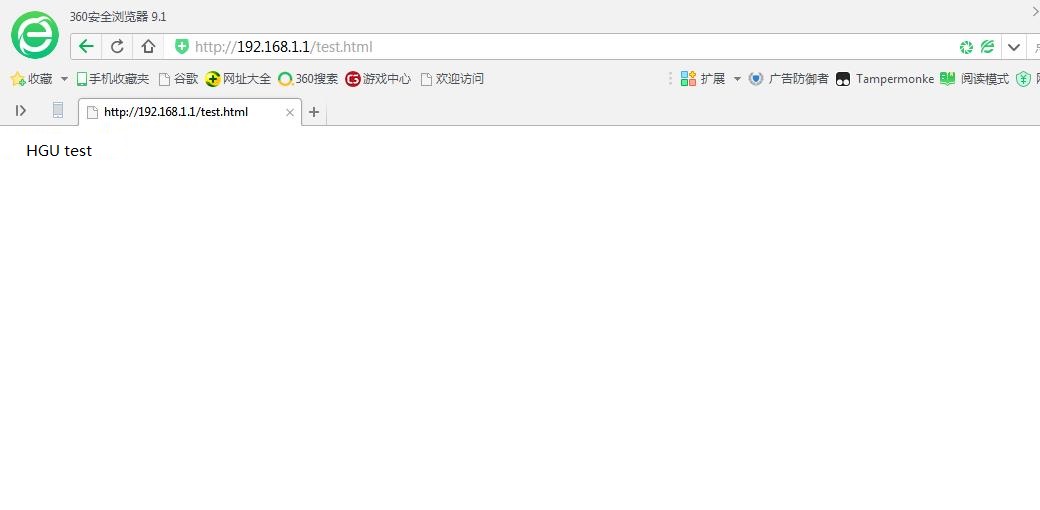 360安全浏览器 9.1
http://192.168.1.1/test.html
收藏 手机收藏夹 谷歌 网址大全 360搜索 游戏中心 欢迎访问 扩展 广告防御者 Tampermonke 阅读模式
http://192.168.1.1/test.html
HGU test